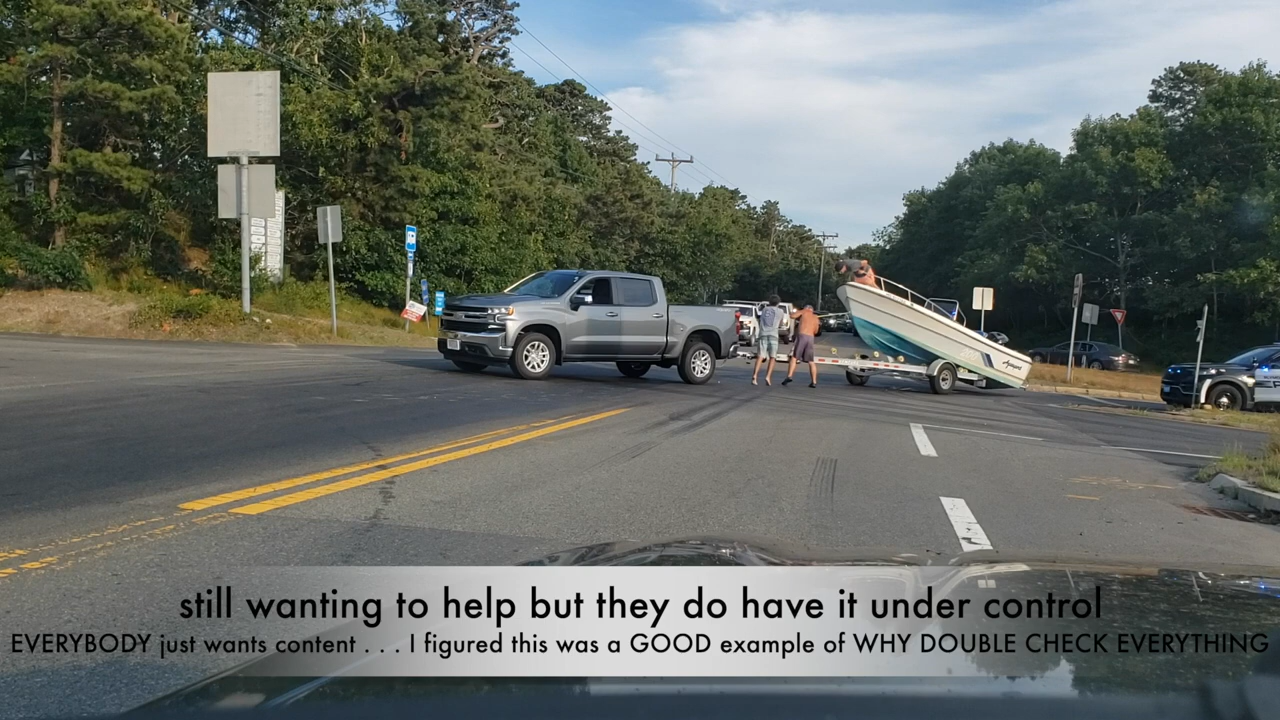 still wanting to help but they do have it under control
EVERYBODY just wants content . . . I figured this was a GOOD example of WHY DOUBLE CHECK EVERYTHING